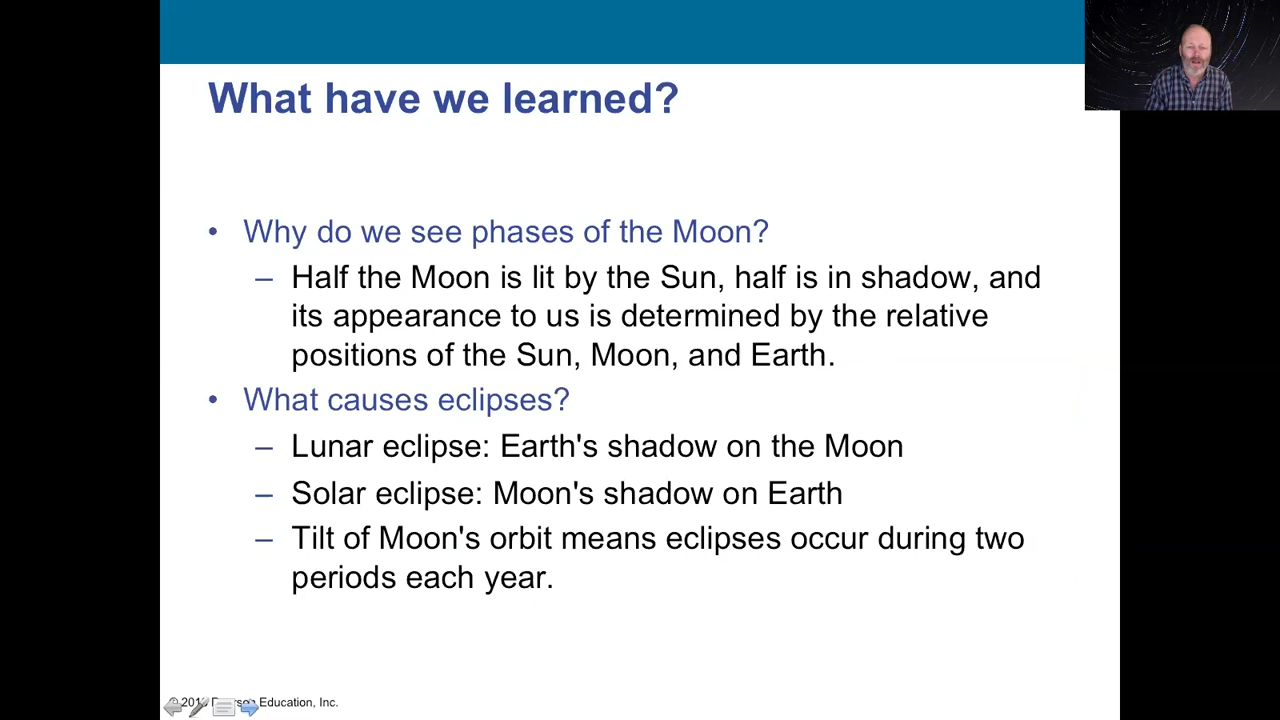 What have we learned?
• Why do we see phases of the Moon?
– Half the Moon is lit by the Sun, half is in shadow, and
its appearance to us is determined by the relative
positions of the Sun, Moon, and Earth.
• What causes eclipses?
– Lunar eclipse: Earth's shadow on the Moon
– Solar eclipse: Moon's shadow on Earth
– Tilt of Moon's orbit means eclipses occur during two
periods each year.
Education, Inc.